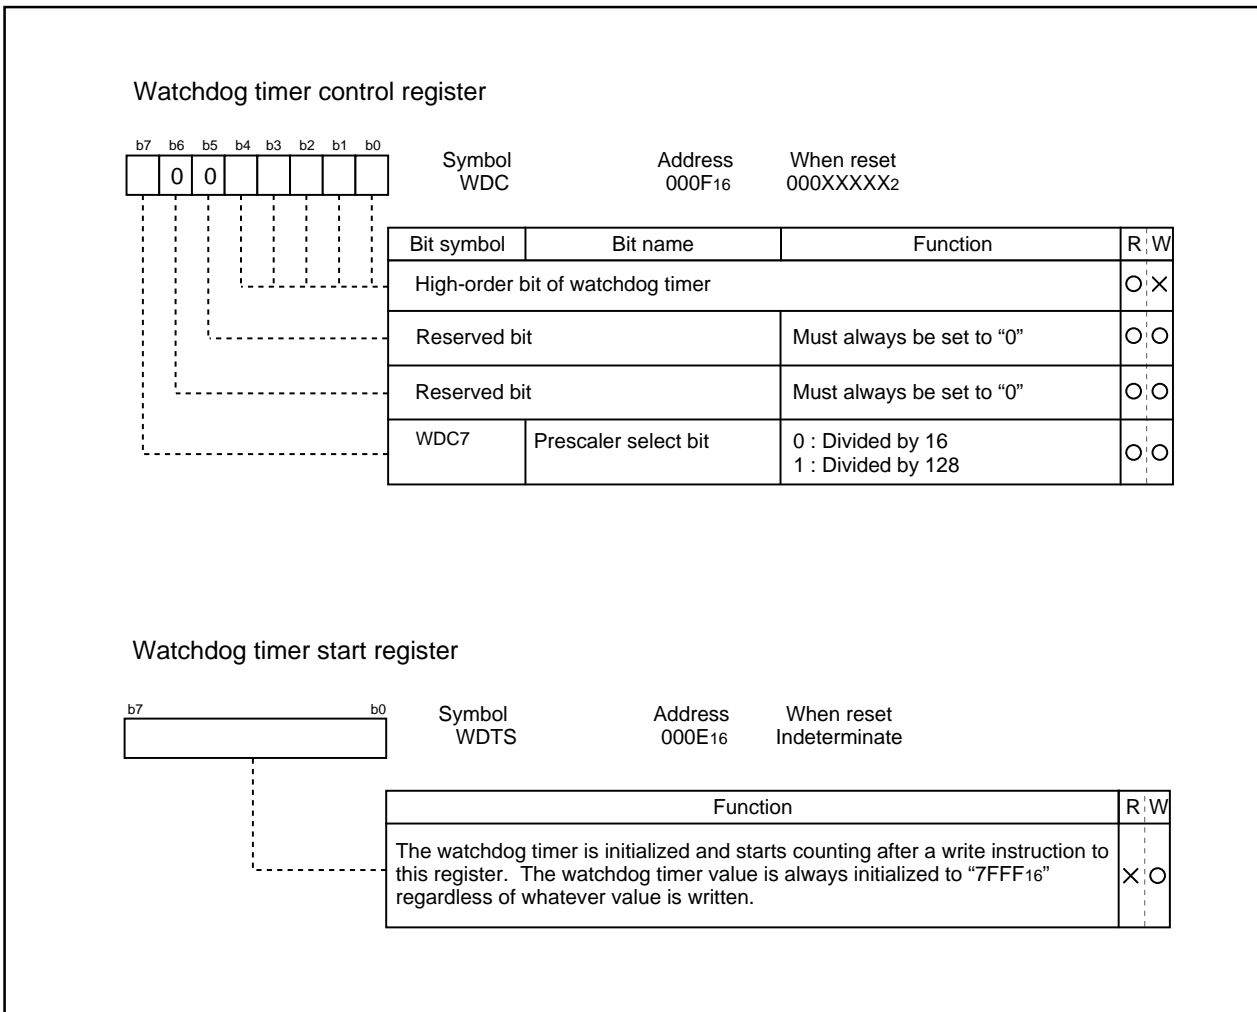 Watchdog timer control register
b7 b6 b5 b4 b3 b2 b1 b0
0 0
Symbol Address When reset
WDC 000F16 000XXXXX2
Bit symbol Bit name Function R W
High-order bit of watchdog timer O X
Reserved bit Must always be set to “0” O O
Reserved bit Must always be set to “0” O O
WDC7 Prescaler select bit 0 : Divided by 16
1 : Divided by 128 O O
Watchdog timer start register
b7 b0
Symbol Address When reset
WDTS 000E16 Indeterminate
Function R W
The watchdog timer is initialized and starts counting after a write instruction to
this register. The watchdog timer value is always initialized to “7FFF16” X O
regardless of whatever value is written.